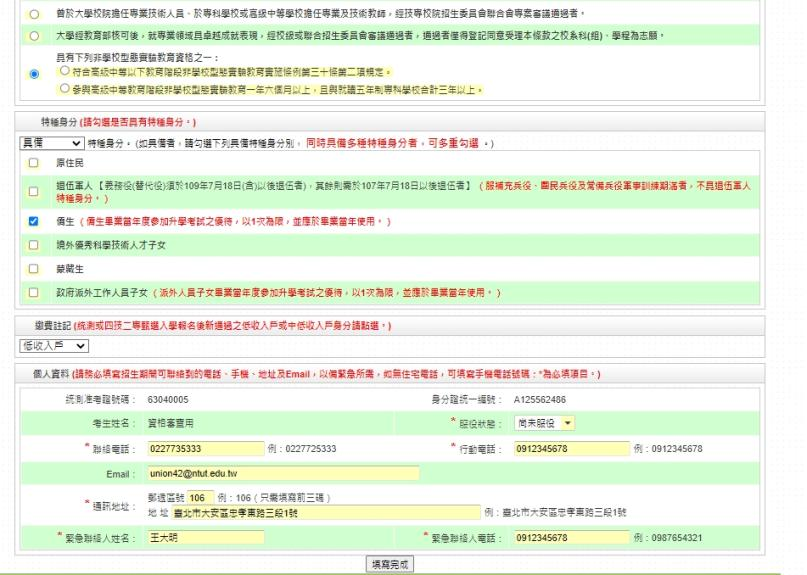 曾於大學校院擔任專業技術人員、於專科學校或高級中等學校擔任專業及技術教師，經技專校院招生委員會聯合會專案審議通過者。
大學經教育部核可後，就專業領域具卓越成就表現，經校級或聯合招生委員會審議通過者，通過者僅得登記同意受理本條款之校系科(組)、學程為志願。
具有下列非學校型態實驗教育資格之一：
符合高級中等以下教育階段非學校型態實驗教育實施條例第三十條第二項規定。
參與高級中等教育階段非學校型態實驗教育一年六個月以上，且與就讀五年制專科學校合計三年以上。
特種身分 (請勾選是否具有特種身分。)
具備 特種身分。(如具備者，請勾選下列具備特種身分別， 同時具備多種特種身分者，可多重勾選 。)
原住民
退伍軍人 【義務役(替代役)須於109年7月18日(含)以後退伍者)，其餘則需於107年7月18日以後退伍者】 (服補充兵役、國民兵役及常備兵役軍事訓練期滿者，不具退伍軍人
特種身分。)
僑生 (僑生畢業當年度參加升學考試之優待，以1次為限，並應於畢業當年使用。)
境外優秀科學技術人才子女
蒙藏生
政府派外工作人員子女 (派外人員子女畢業當年度參加升學考試之優待，以1次為限，並應於畢業當年使用。)
繳費註記 (統測或四技二專甄選入學報名後新通過之低收入戶或中低收入戶身分請點選。)
低收入戶
個人資料 (請務必填寫招生期間可聯絡到的電話、手機、地址及Email，以備緊急所需，如無住宅電話，可填寫手機電話號碼：*為必填項目。)
統測准考證號碼： 63040005 身分證統一編號： A125562486
考生姓名： 資格審查用 * 服役狀態： 尚未服役
* 聯絡電話： 0227735333 例：0227725333 * 行動電話： 0912345678 例：0912345678
Email： union42@ntut.edu.tw
* 通訊地址： 郵遞區號 106 例：106 (只需填寫前三碼)
地 址 臺北市大安區忠孝東路三段1號 例：臺北市大安區忠孝東路三段1號
* 緊急聯絡人姓名： 王大明 * 緊急聯絡人電話： 0912345678 例：0987654321
填寫完成